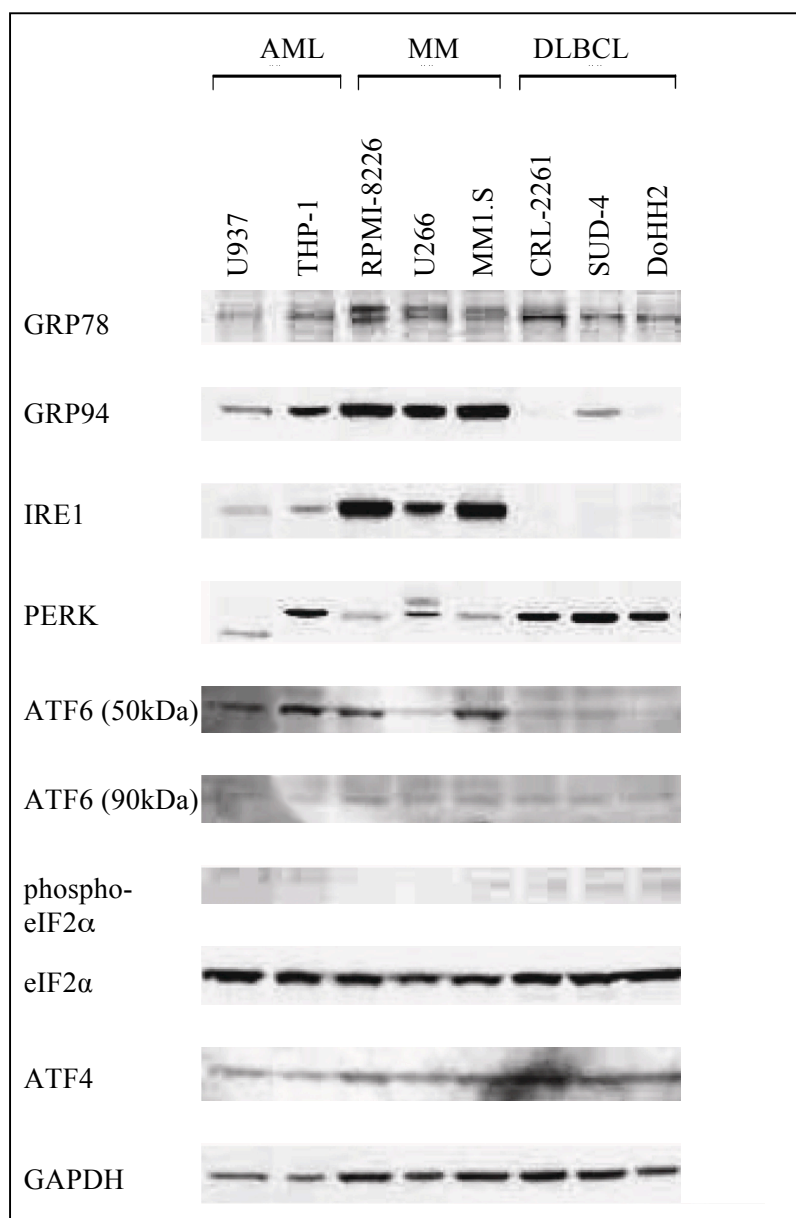 AML MM DLBCL
U937 THP-1 RPMI-8226 U266 MM1.S CRL-2261 SUD-4 DoHH2
GRP78
GRP94
IRE1
PERK
ATF6 (50kDa)
ATF6 (90kDa)
phospho-
eIF2α
eIF2α
ATF4
GAPDH